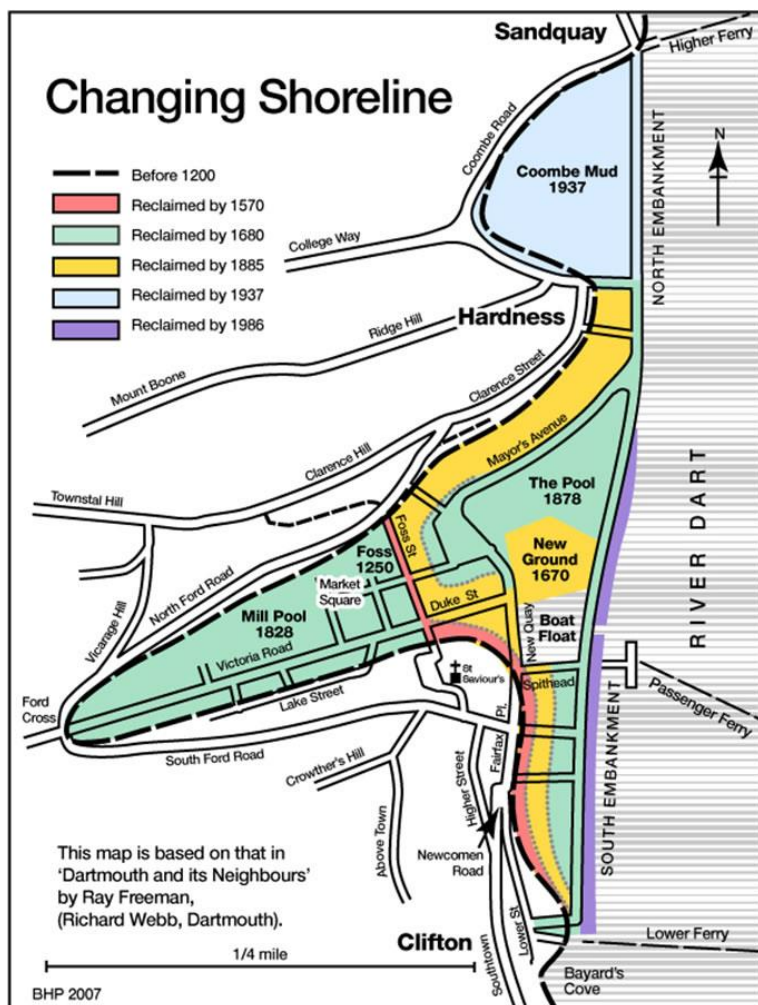 Sandquay
Higher Ferry
Changing Shoreline
Coombe Road
Before 1200
Reclaimed by 1570
Reclaimed by 1680
Reclaimed by 1885
Reclaimed by 1937
Reclaimed by 1986
Coombe Mud
1937
N
NORTH EMBANKMENT
College Way
Hardness
Ridge Hill
Mount Boone
Clarence Street
Mayor's Avenue
Clarence Hill
Townstal Hill
The Pool
1878
RIVER DART
Foss St
Foss
1250
New
Ground
1670
Market
Square
North Ford Road
Vicarage Hill
Mill Pool
1828
Duke St
New Quay
Boat
Float
Victoria Road
St
Saviour's
Spithead
Passenger Ferry
Ford
Cross
Lake Street
South Ford Road
Fairfax
Pl.
Crowther's Hill
Higher Street
Above Town
SOUTH EMBANKMENT
This map is based on that in
'Dartmouth and its Neighbours'
by Ray Freeman,
(Richard Webb, Dartmouth).
Newcomen
Road
1/4 mile
Clifton
Southtown
Lower St
Lower Ferry
Bayard's
Cove
BHP 2007